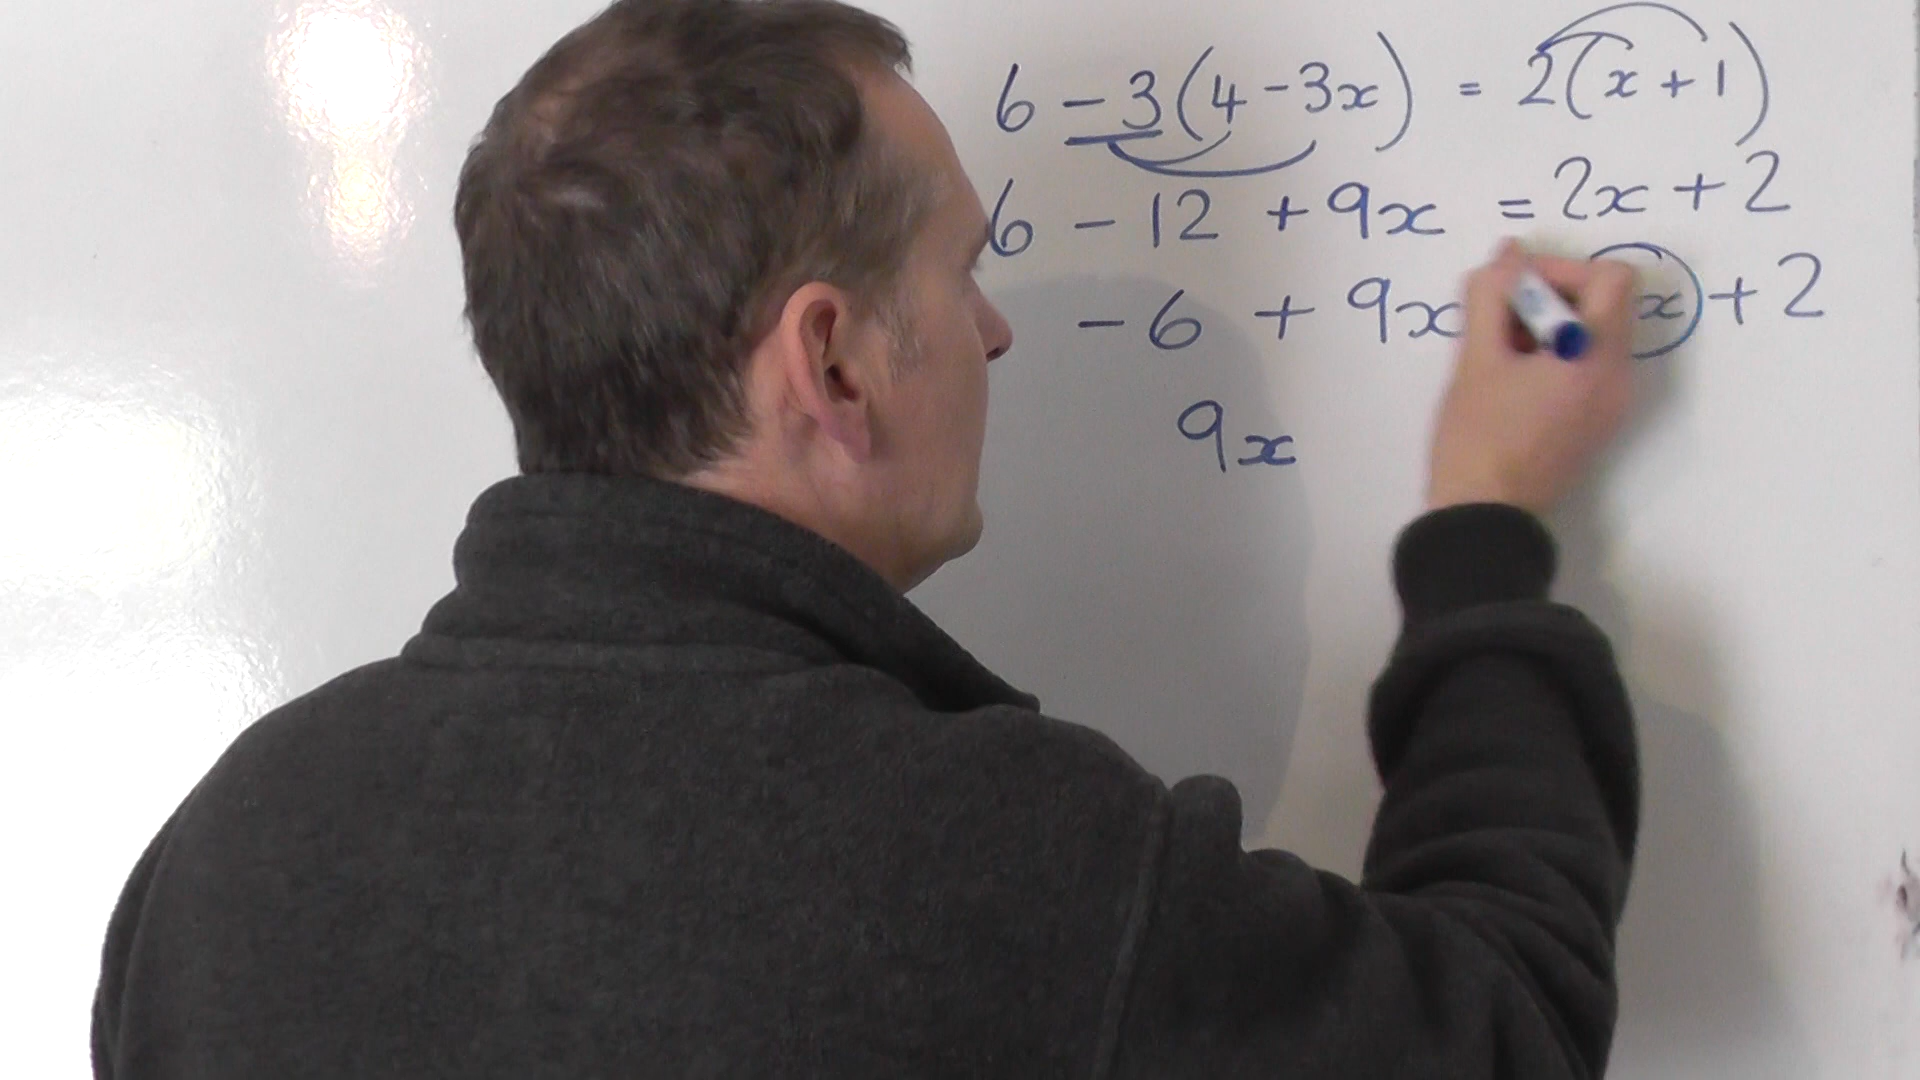 6 - 3(4 - 3x) = 2(x + 1)
6 - 12 + 9x = 2x + 2
- 6 + 9x x + 2
9x